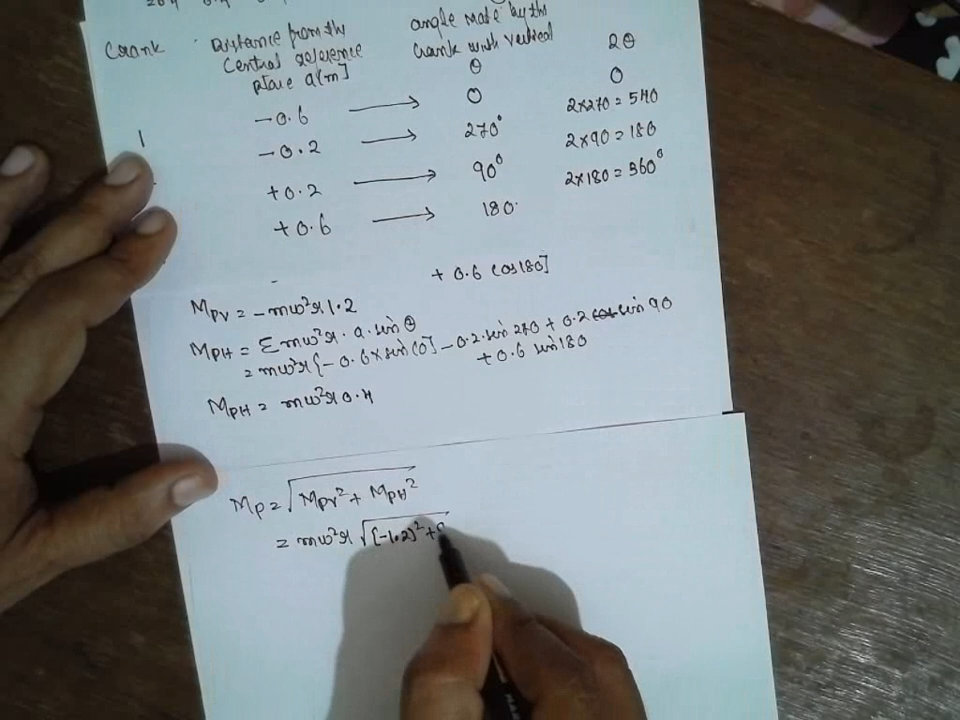 Crank Distance from the central reference plane a[m] angle made by the crank with vertical θ 2θ
-0.6 → 0 0
1 -0.2 → 270° 2×270 = 540
+0.2 → 90° 2×90 = 180
+0.6 → 180. 2×180 = 360°
+ 0.6 cos180]
MPV = -mω²r 1.2
MPH = Σ mω²r . a . sin θ
= mω²r {-0.6×sin(0] - 0.2.sin 270 + 0.2 sin 90
+ 0.6 sin 180
MPH = mω²r 0.4
MP = √MPV² + MPH²
= mω²r √[-1.2)² +